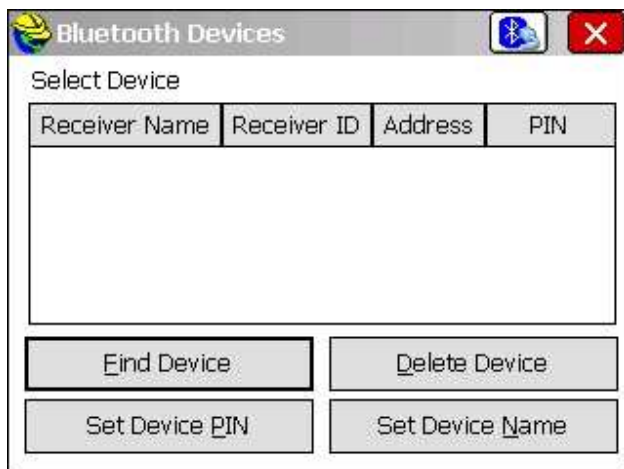 Bluetooth Devices
Select Device
Receiver Name Receiver ID Address PIN
Find Device Delete Device
Set Device PIN Set Device Name